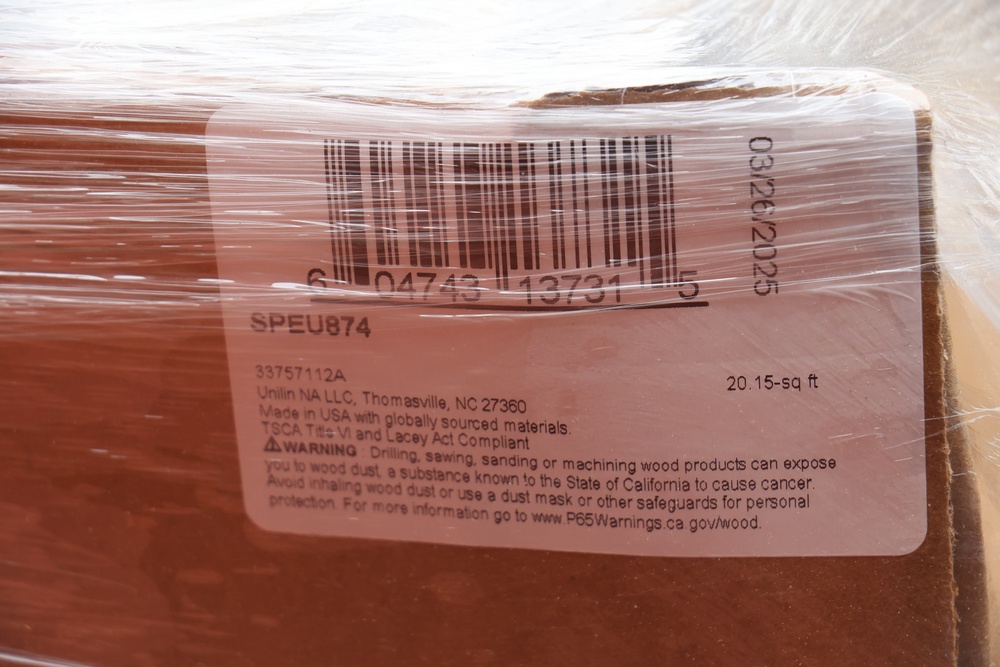 6 04743 13731 5
03/26/2025
SPEU874
33757112A
20.15-sq ft
Unilin NA LLC, Thomasville, NC 27360
Made in USA with globally sourced materials.
TSCA Title VI and Lacey Act Compliant
⚠WARNING : Drilling, sawing, sanding or machining wood products can expose
you to wood dust, a substance known to the State of California to cause cancer.
Avoid inhaling wood dust or use a dust mask or other safeguards for personal
protection. For more information go to www.P65Warnings.ca.gov/wood.